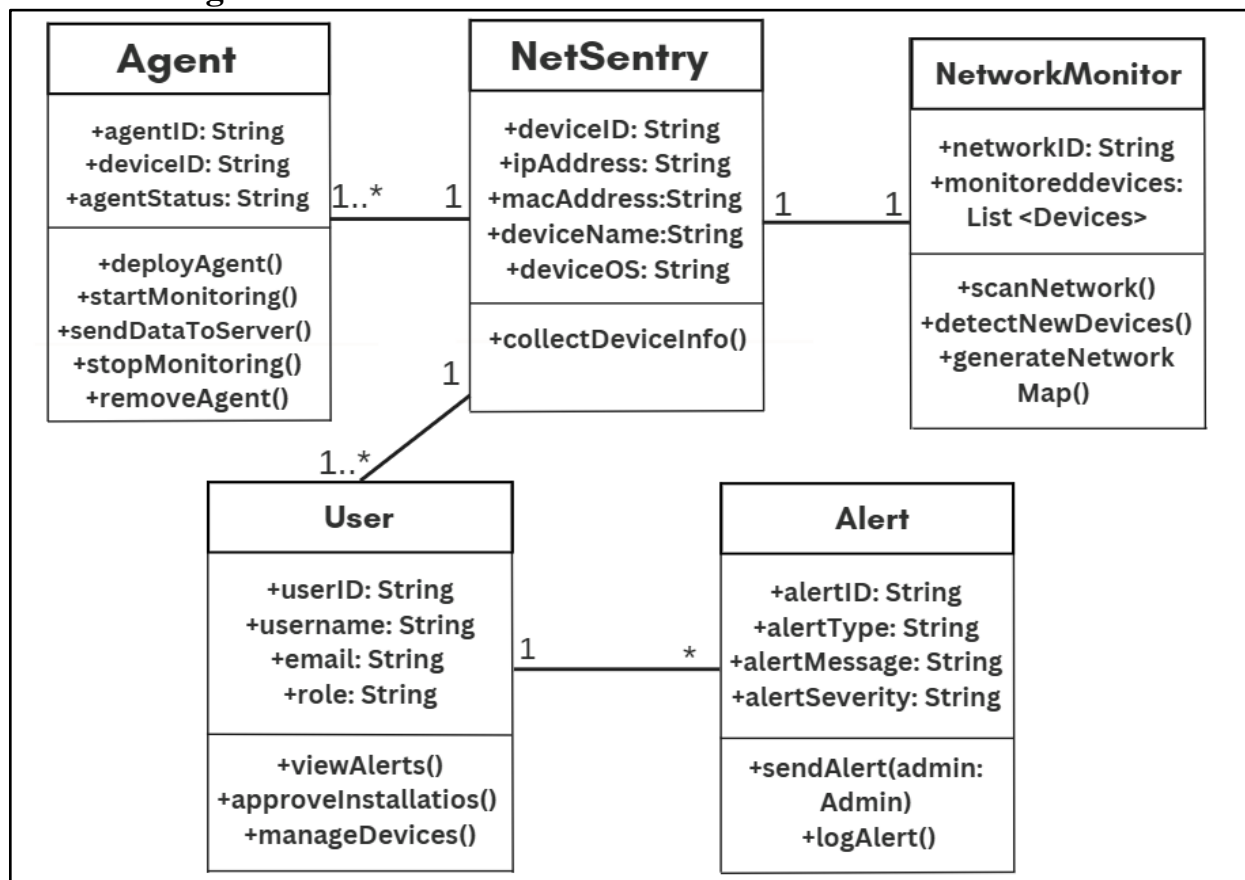 Agent
+agentID: String
+deviceID: String
+agentStatus: String
+deployAgent()
+startMonitoring()
+sendDataToServer()
+stopMonitoring()
+removeAgent()
1..*
1
NetSentry
+deviceID: String
+ipAddress: String
+macAddress:String
+deviceName:String
+deviceOS: String
+collectDeviceInfo()
1
1
NetworkMonitor
+networkID: String
+monitoreddevices:
List <Devices>
+scanNetwork()
+detectNewDevices()
+generateNetwork
Map()
1
1..*
User
+userID: String
+username: String
+email: String
+role: String
+viewAlerts()
+approveInstallatios()
+manageDevices()
1
*
Alert
+alertID: String
+alertType: String
+alertMessage: String
+alertSeverity: String
+sendAlert(admin:
Admin)
+logAlert()